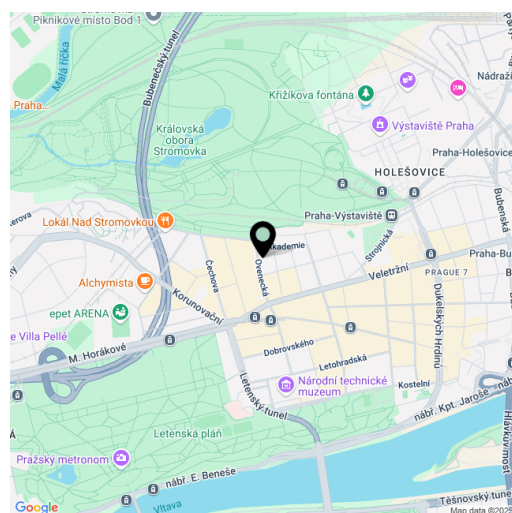 Piknikové místo Bod 1
Malá říčka
Bubenečský tunel
Praha...
Křižíkova fontána
Nádraží
Královská
obora
Stromovka
Výstaviště Praha
Praha-Holešovice
HOLEŠOVICE
Bubenská
Lokál Nad Stromovkou
Praha-Výstaviště
Strojnická
Akademie
Ovenecká
Čechova
Veletržní
Praha-Bu
PRAGUE 7
Alchymista
Korunovační
epet ARENA
Dukelských Hrdinů
e Villa Pellé
M. Horákové
Dobrovského
Letohradská
Letenský tunel
Národní technické
muzeum
Kostelní
nábř. Kpt. Jaroše
náb
Hlávkův most
Letenská pláň
Pražský metronom
nábř. E. Beneše
Vltava
Těšnovský tunel
Google
Map data ©2025